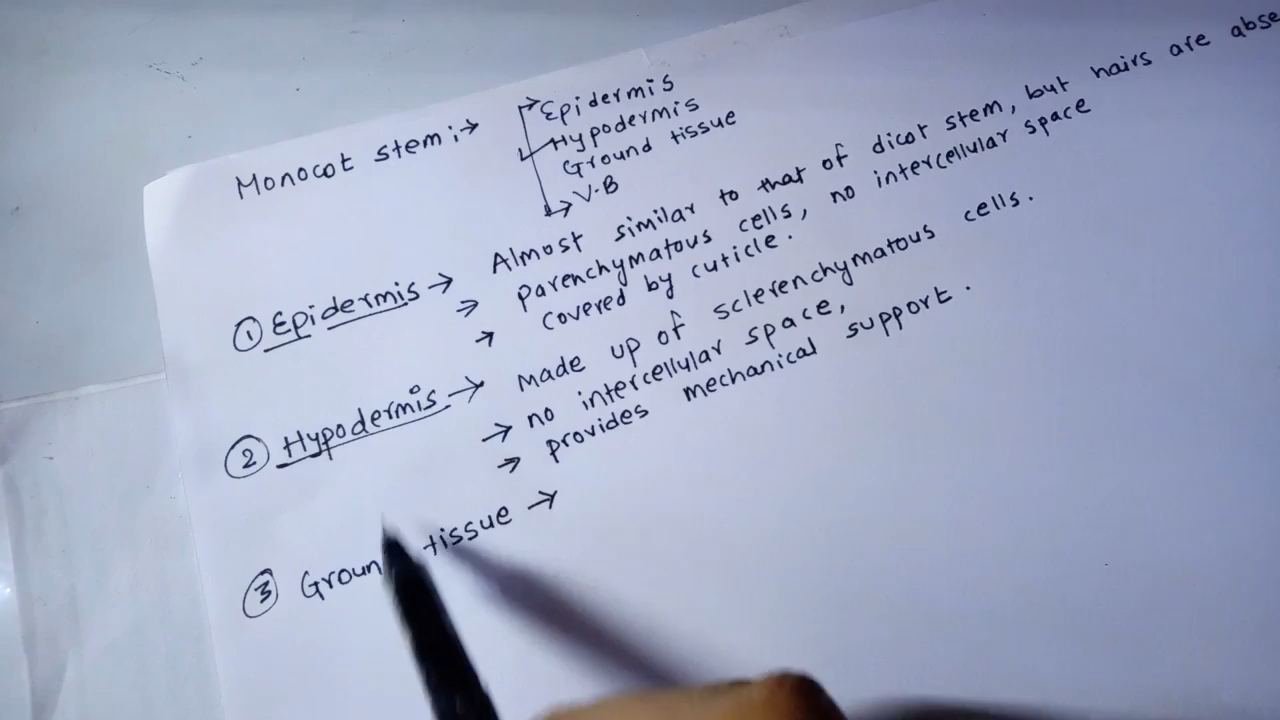 Monocot stem :→ Epidermis
Hypodermis
Ground tissue
→ V.B
① Epidermis → Almost similar to that of dicot stem, but hairs are abse
→ parenchymatous cells, no intercellular space
→ covered by cuticle.
② Hypodermis → Made up of sclerenchymatous cells.
→ no intercellular space,
→ provides mechanical support.
③ Groun tissue →